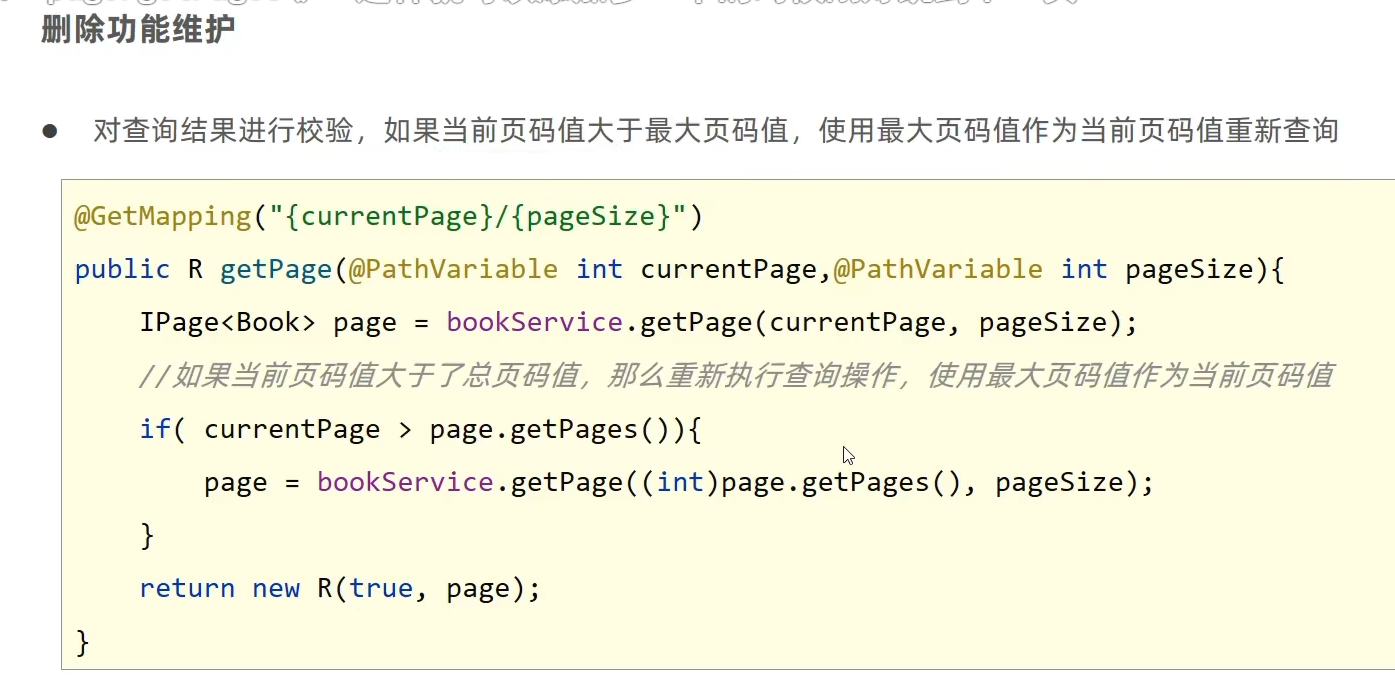 删除功能维护
● 对查询结果进行校验，如果当前页码值大于最大页码值，使用最大页码值作为当前页码值重新查询
@GetMapping("{currentPage}/{pageSize}")
public R getPage(@PathVariable int currentPage,@PathVariable int pageSize){
    IPage<Book> page = bookService.getPage(currentPage, pageSize);
    //如果当前页码值大于了总页码值，那么重新执行查询操作，使用最大页码值作为当前页码值
    if( currentPage > page.getPages()){
        page = bookService.getPage((int)page.getPages(), pageSize);
    }
    return new R(true, page);
}